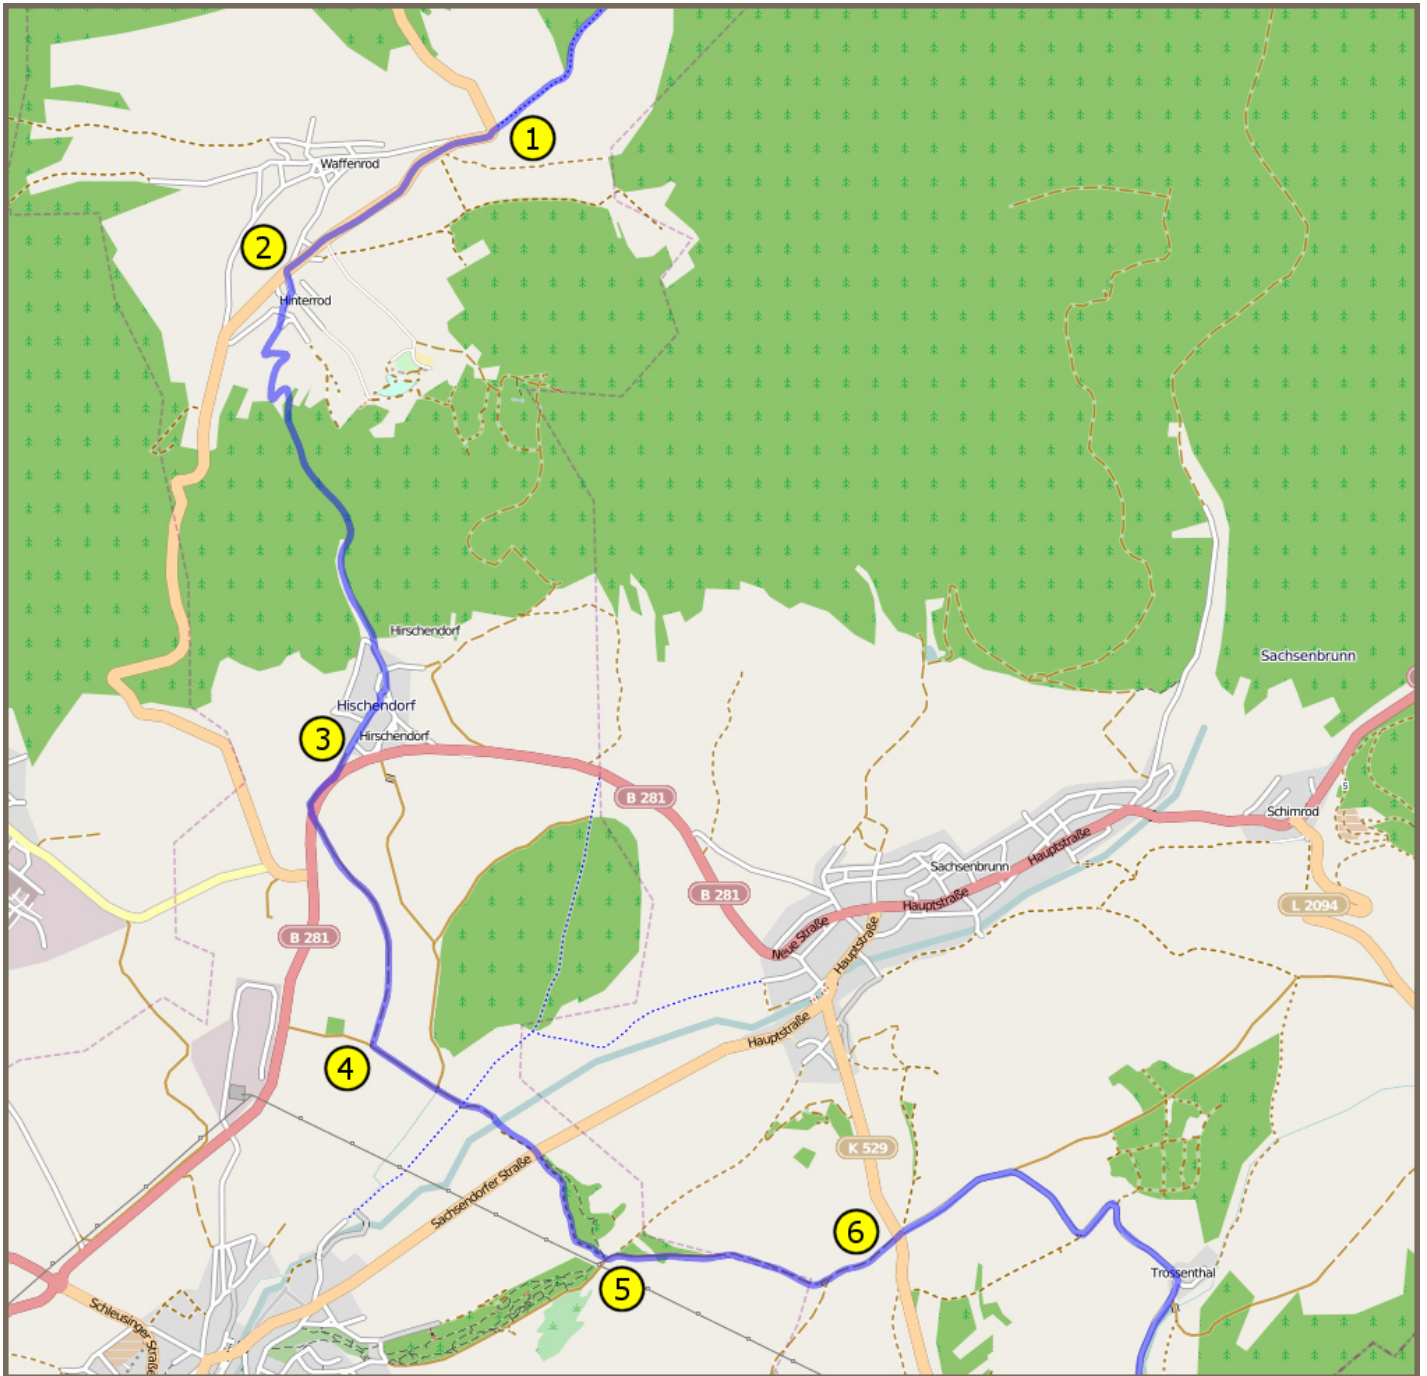 1
Waffenrod
2
Hinterrod
Hirschendorf
Sachsenbrunn
Hischendorf
3
Hirschendorf
B 281
S
Schirnrod
Hauptstraße
Sachsenbrunn
B 281
Hauptstraße
L 2094
Neue Straße
Hauptstraße
B 281
Hauptstraße
4
K 529
Sachsendorfer Straße
6
Trossenthal
5
Schleusinger Straße